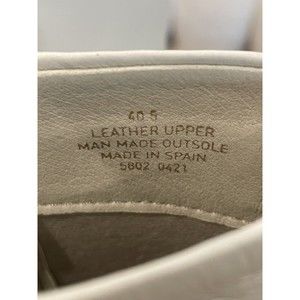 40.5
LEATHER UPPER
MAN MADE OUTSOLE
MADE IN SPAIN
5802 0421